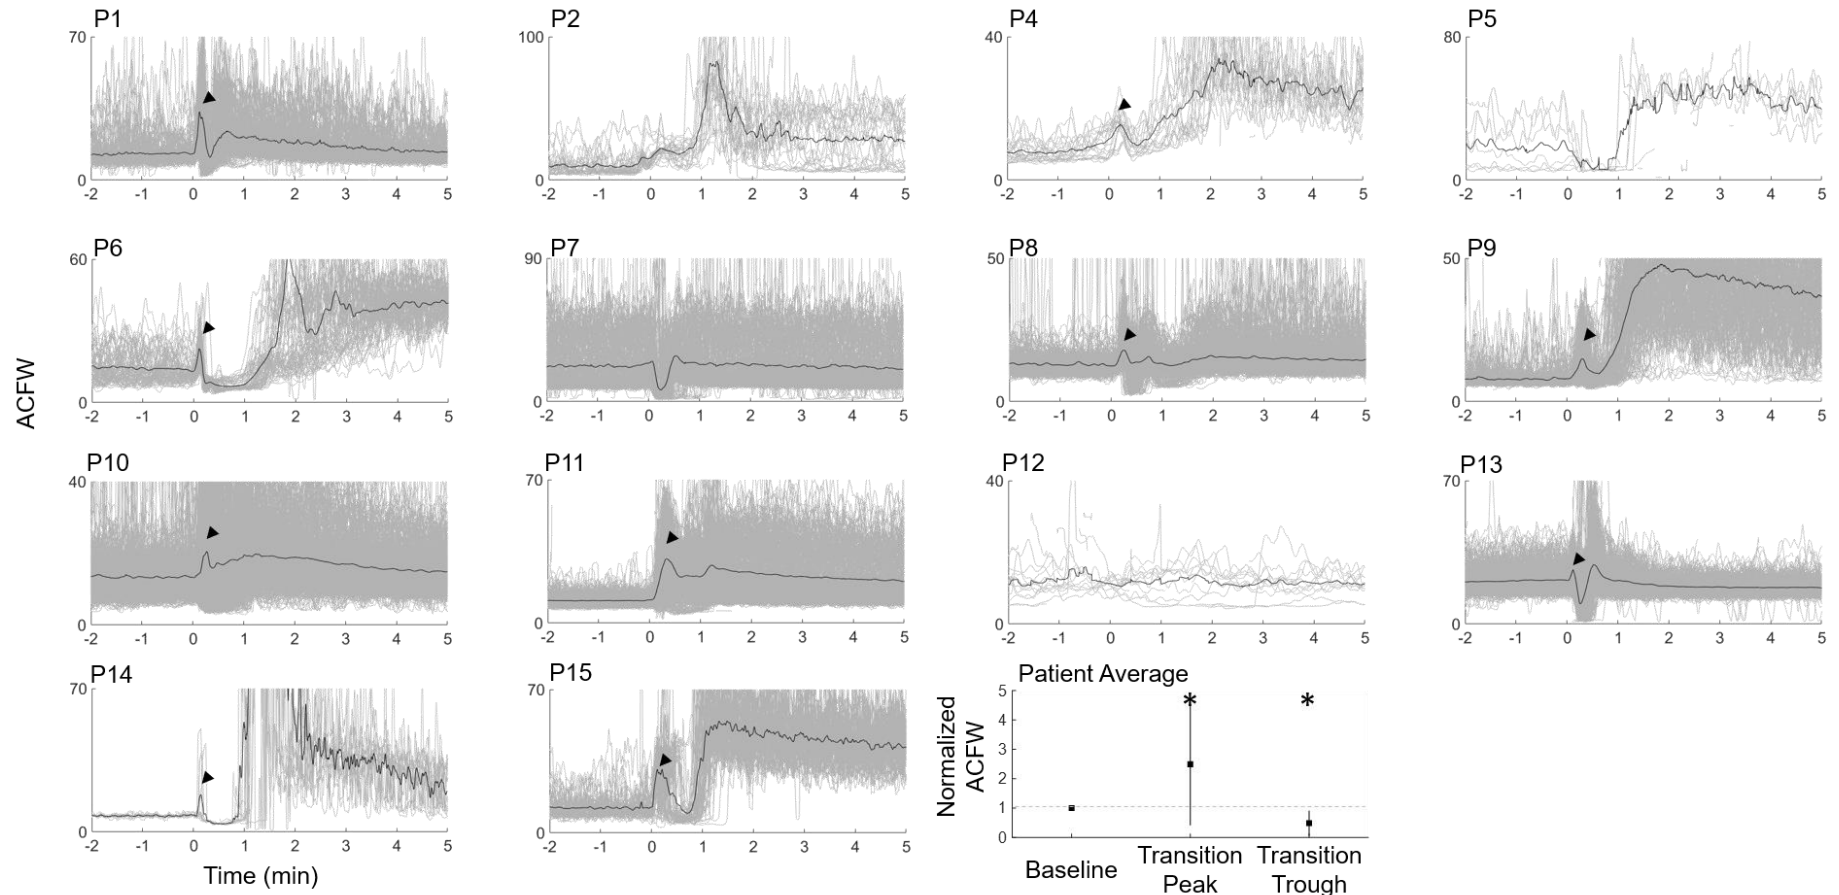 P1
P2
P4
P5
70
0
-2 -1 0 1 2 3 4 5
100
0
-2 -1 0 1 2 3 4 5
40
0
-2 -1 0 1 2 3 4 5
80
0
-2 -1 0 1 2 3 4 5
P6
P7
P8
P9
60
0
-2 -1 0 1 2 3 4 5
90
0
-2 -1 0 1 2 3 4 5
50
0
-2 -1 0 1 2 3 4 5
50
0
-2 -1 0 1 2 3 4 5
ACFW
P10
P11
P12
P13
40
0
-2 -1 0 1 2 3 4 5
70
0
-2 -1 0 1 2 3 4 5
40
0
-2 -1 0 1 2 3 4 5
70
0
-2 -1 0 1 2 3 4 5
P14
P15
70
0
-2 -1 0 1 2 3 4 5
70
0
-2 -1 0 1 2 3 4 5
Time (min)
Patient Average
Normalized
ACFW
5
4
3
2
1
0
* *
Baseline
Transition
Peak
Transition
Trough